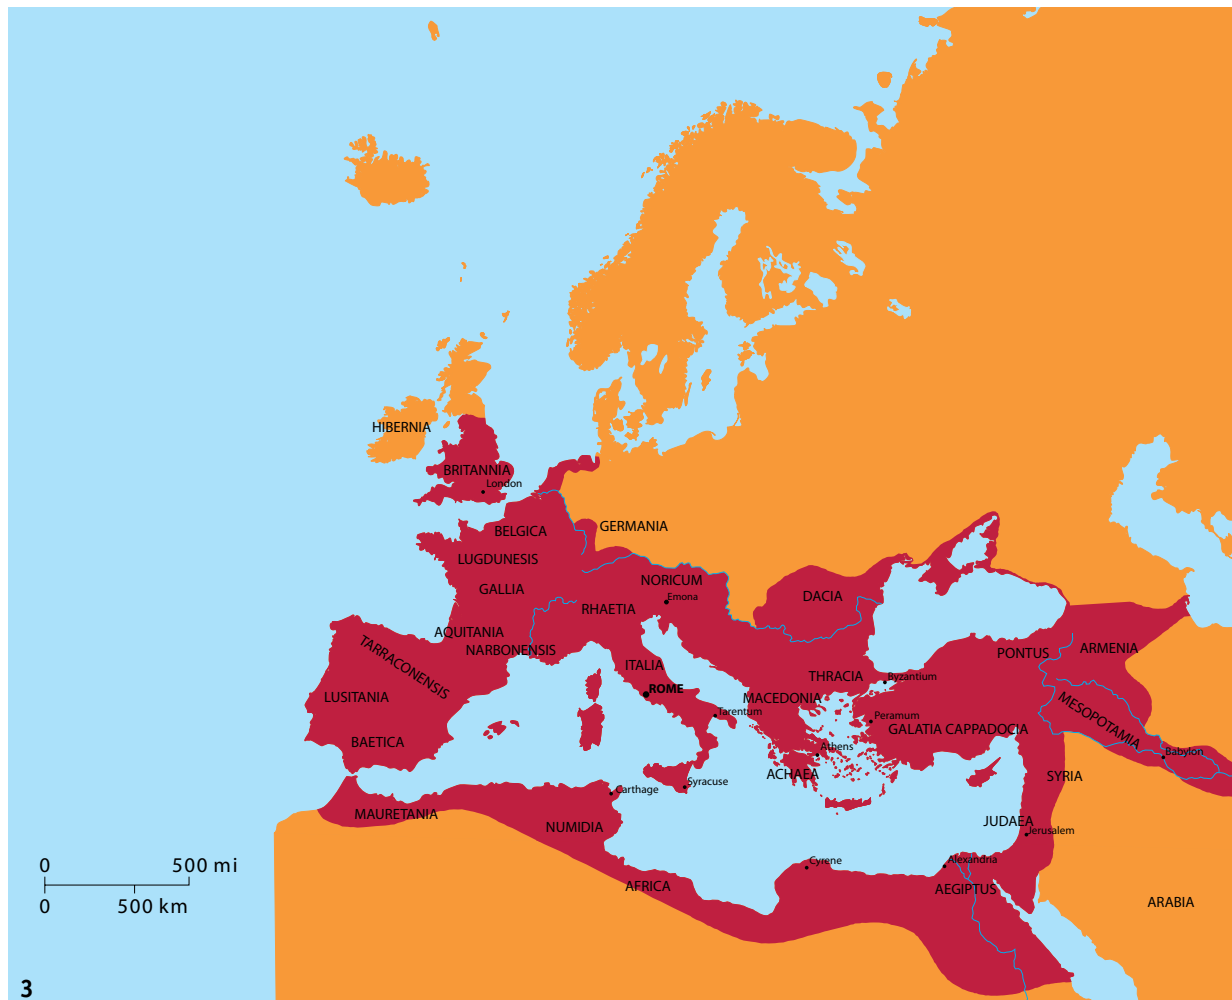 HIBERNIA
BRITANNIA
London
BELGICA
GERMANIA
LUGDUNESIS
GALLIA
NORICUM
Emona
RHAETIA
DACIA
AQUITANIA
NARBONENSIS
TARRACONENSIS
LUSITANIA
BAETICA
ITALIA
ROME
Tarentum
THRACIA
Byzantium
MACEDONIA
PONTUS
ARMENIA
Peramum
GALATIA CAPPADOCIA
MESOPOTAMIA
Babylon
Athens
ACHAEA
SYRIA
Syracuse
Carthage
MAURETANIA
NUMIDIA
JUDAEA
Jerusalem
Cyrene
Alexandria
AFRICA
AEGIPTUS
ARABIA
0 500 mi
0 500 km
3